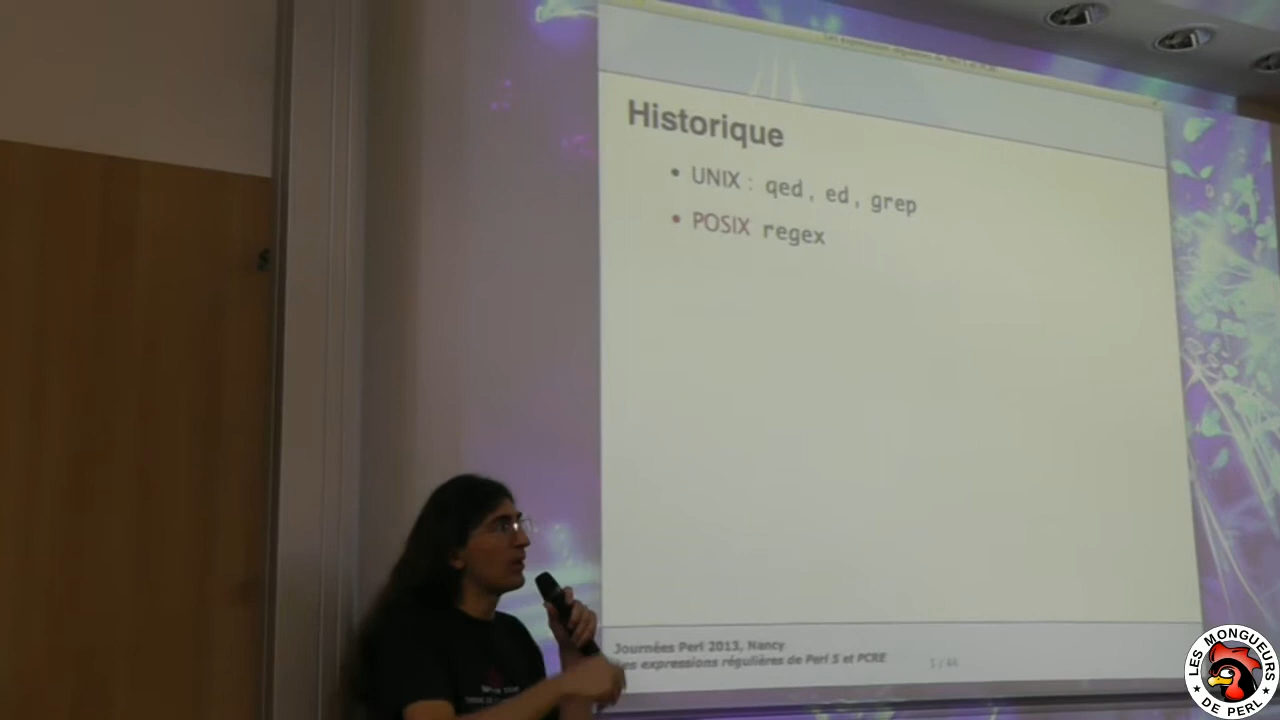 Historique
• UNIX : qed, ed, grep
• POSIX regex
Journées Perl 2013, Nancy
Les expressions régulières de Perl 5 et PCRE
LES MONGUEURS
★ DE PERL ★